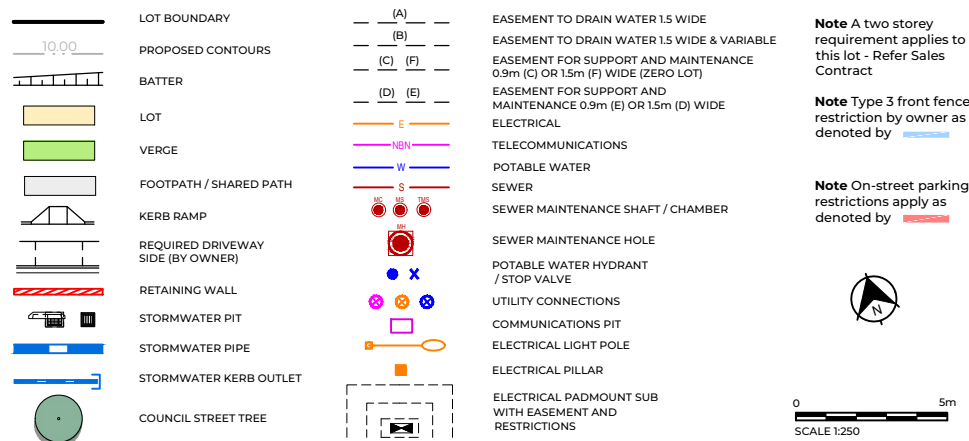 LOT BOUNDARY
10.00
PROPOSED CONTOURS
BATTER
LOT
VERGE
FOOTPATH / SHARED PATH
KERB RAMP
REQUIRED DRIVEWAY
SIDE (BY OWNER)
RETAINING WALL
STORMWATER PIT
STORMWATER PIPE
STORMWATER KERB OUTLET
COUNCIL STREET TREE
(A)
EASEMENT TO DRAIN WATER 1.5 WIDE
(B)
EASEMENT TO DRAIN WATER 1.5 WIDE & VARIABLE
(C) (F)
EASEMENT FOR SUPPORT AND MAINTENANCE
0.9m (C) OR 1.5m (F) WIDE (ZERO LOT)
(D) (E)
EASEMENT FOR SUPPORT AND
MAINTENANCE 0.9m (E) OR 1.5m (D) WIDE
E
ELECTRICAL
NBN
TELECOMMUNICATIONS
W
POTABLE WATER
S
SEWER
MC MS TMS
SEWER MAINTENANCE SHAFT / CHAMBER
MH
SEWER MAINTENANCE HOLE
POTABLE WATER HYDRANT
/ STOP VALVE
UTILITY CONNECTIONS
COMMUNICATIONS PIT
ELECTRICAL LIGHT POLE
ELECTRICAL PILLAR
ELECTRICAL PADMOUNT SUB
WITH EASEMENT AND
RESTRICTIONS
Note A two storey
requirement applies to
this lot - Refer Sales
Contract
Note Type 3 front fence
restriction by owner as
denoted by
Note On-street parking
restrictions apply as
denoted by
N
0 5m
SCALE 1:250